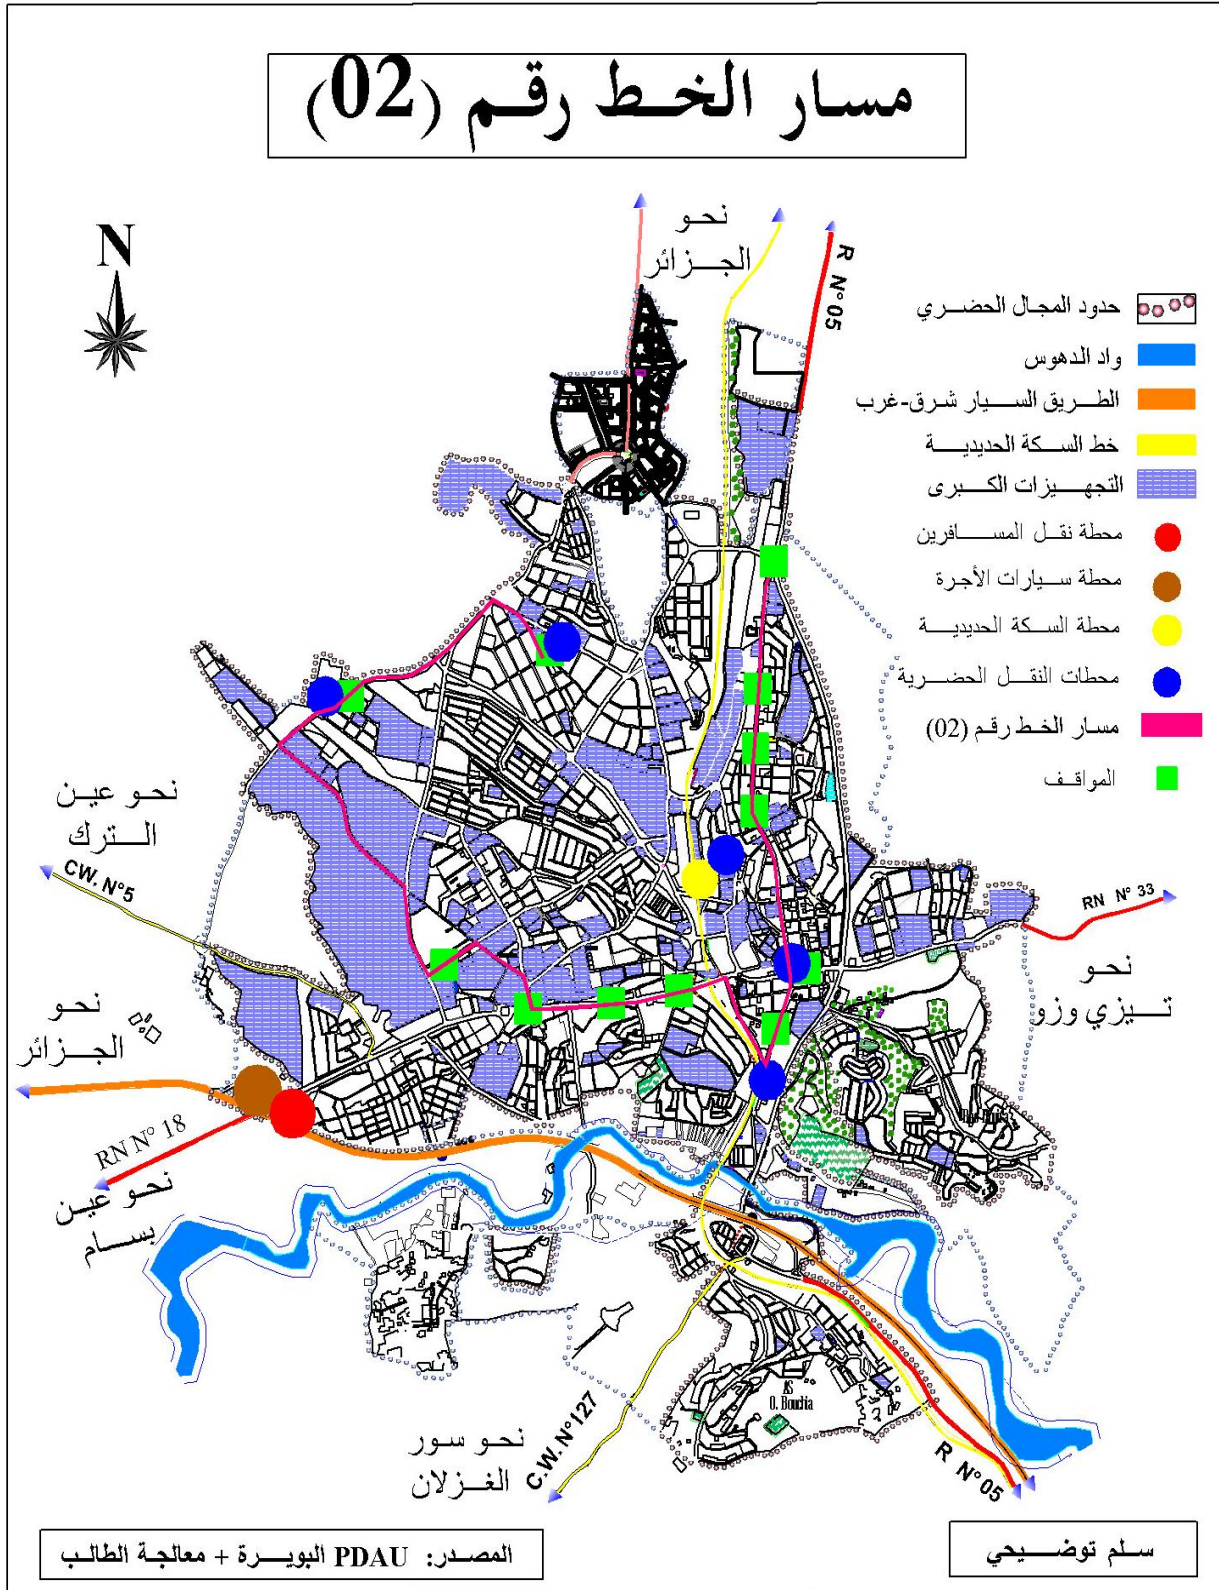 مسار الخط رقم (02)
N
نحو
الجزائر
R N°05
حدود المجال الحضري
واد الدهوس
الطريق السيار شرق-غرب
خط السكة الحديدية
التجهيزات الكبرى
محطة نقل المسافرين
محطة سيارات الأجرة
محطة السكة الحديدية
محطات النقل الحضرية
مسار الخط رقم (02)
المواقف
نحو عين
الترك
CW. N°5
RN N° 33
نحو
تيزي وزو
نحو
الجزائر
RN N° 18
نحو عين
بسام
AS
O. Bouchia
C.W. N°127
نحو سور
الغزلان
R N°05
المصدر: PDAU البويرة + معالجة الطالب
سلم توضيحي